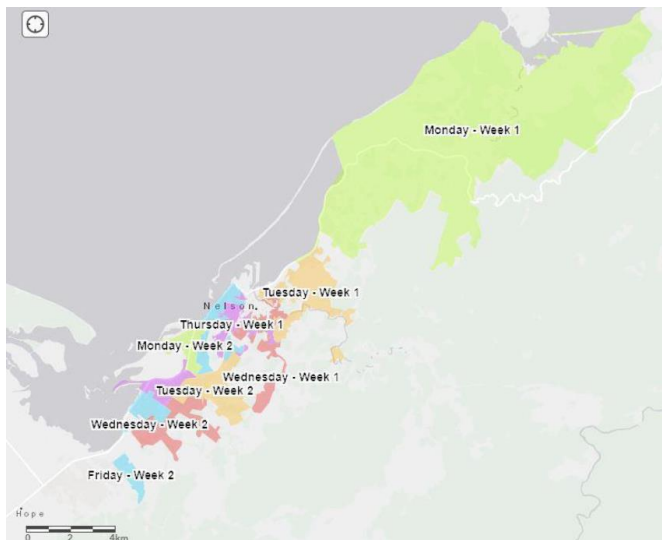 Monday - Week 1
Tuesday - Week 1
Nelson
Thursday - Week 1
Monday - Week 2
Wednesday - Week 1
Tuesday - Week 2
Wednesday - Week 2
Friday - Week 2
Hope
0 2 4km